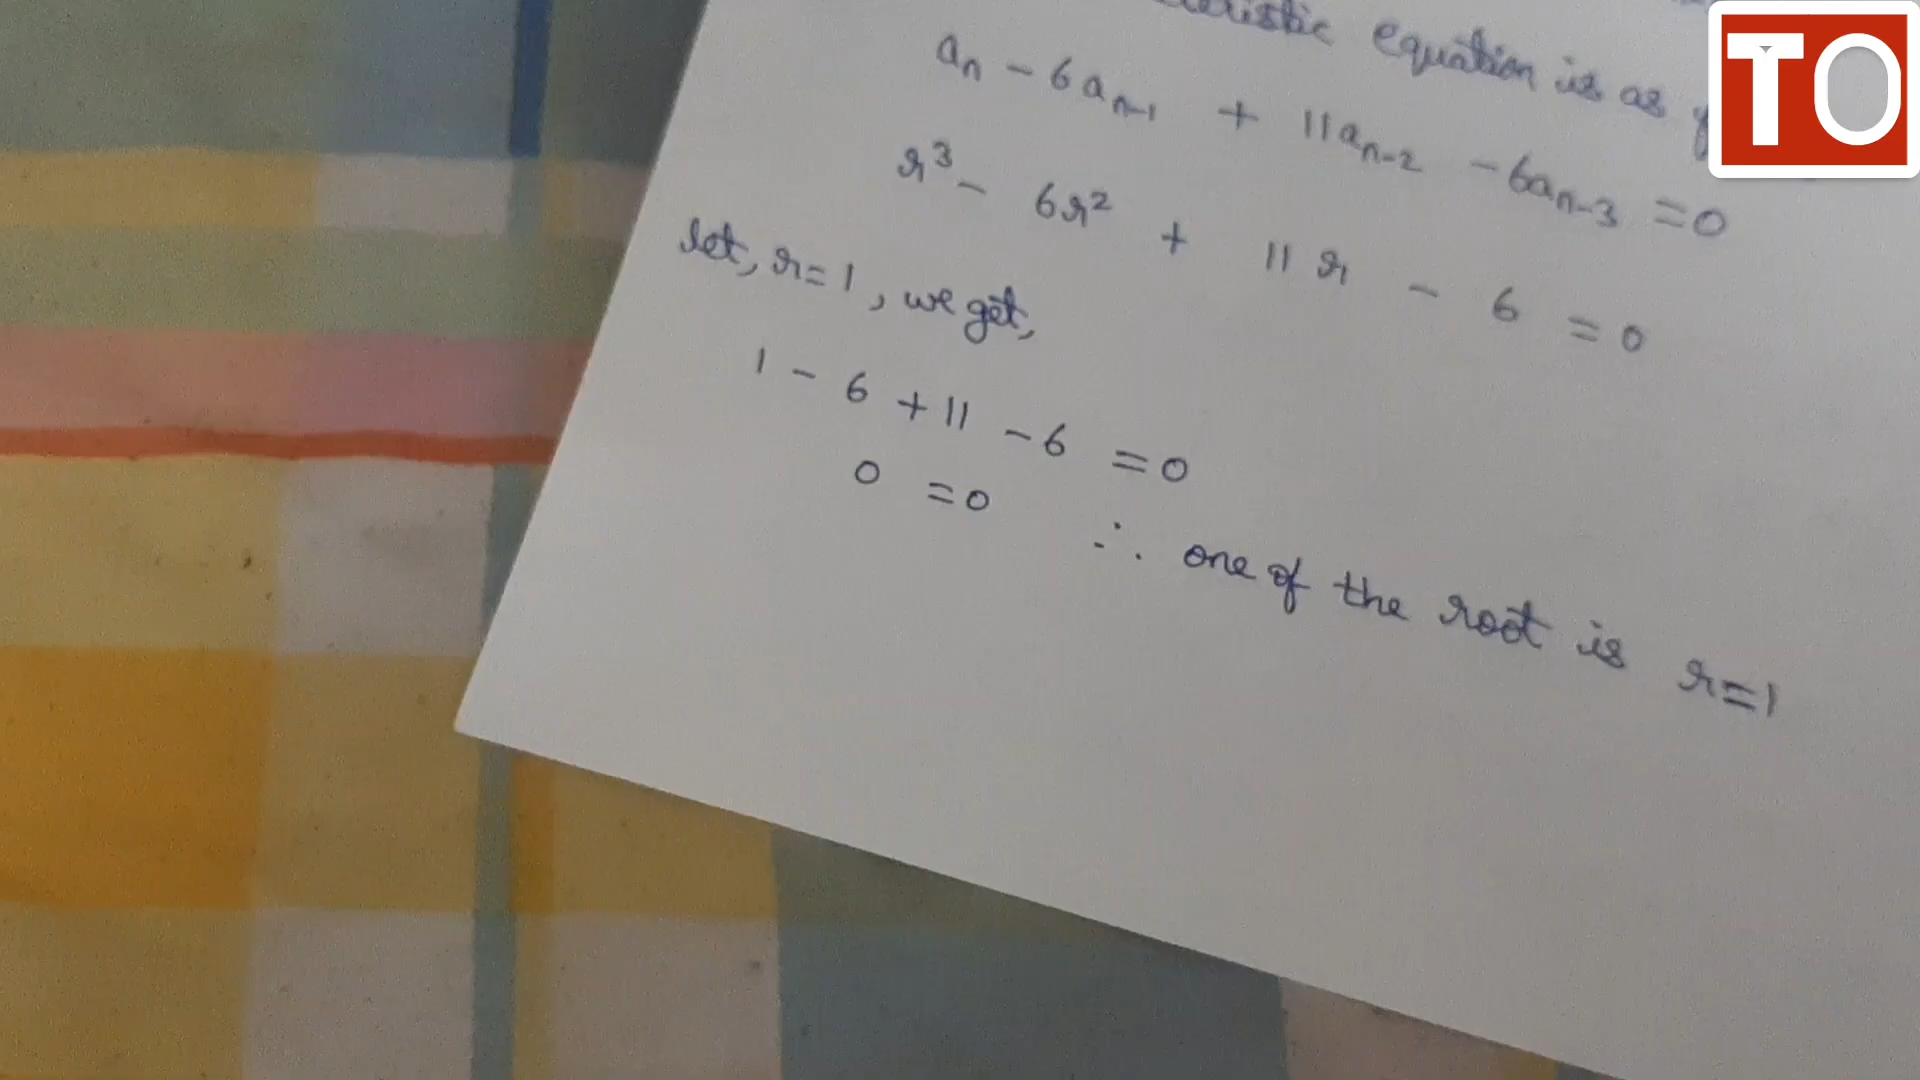 equation is as
aₙ - 6aₙ₋₁ + 11aₙ₋₂ - 6aₙ₋₃ = 0
r³ - 6r² + 11r - 6 = 0
let, r=1, we get,
1 - 6 + 11 - 6 = 0
0 = 0 ∴ one of the root is r=1
TO